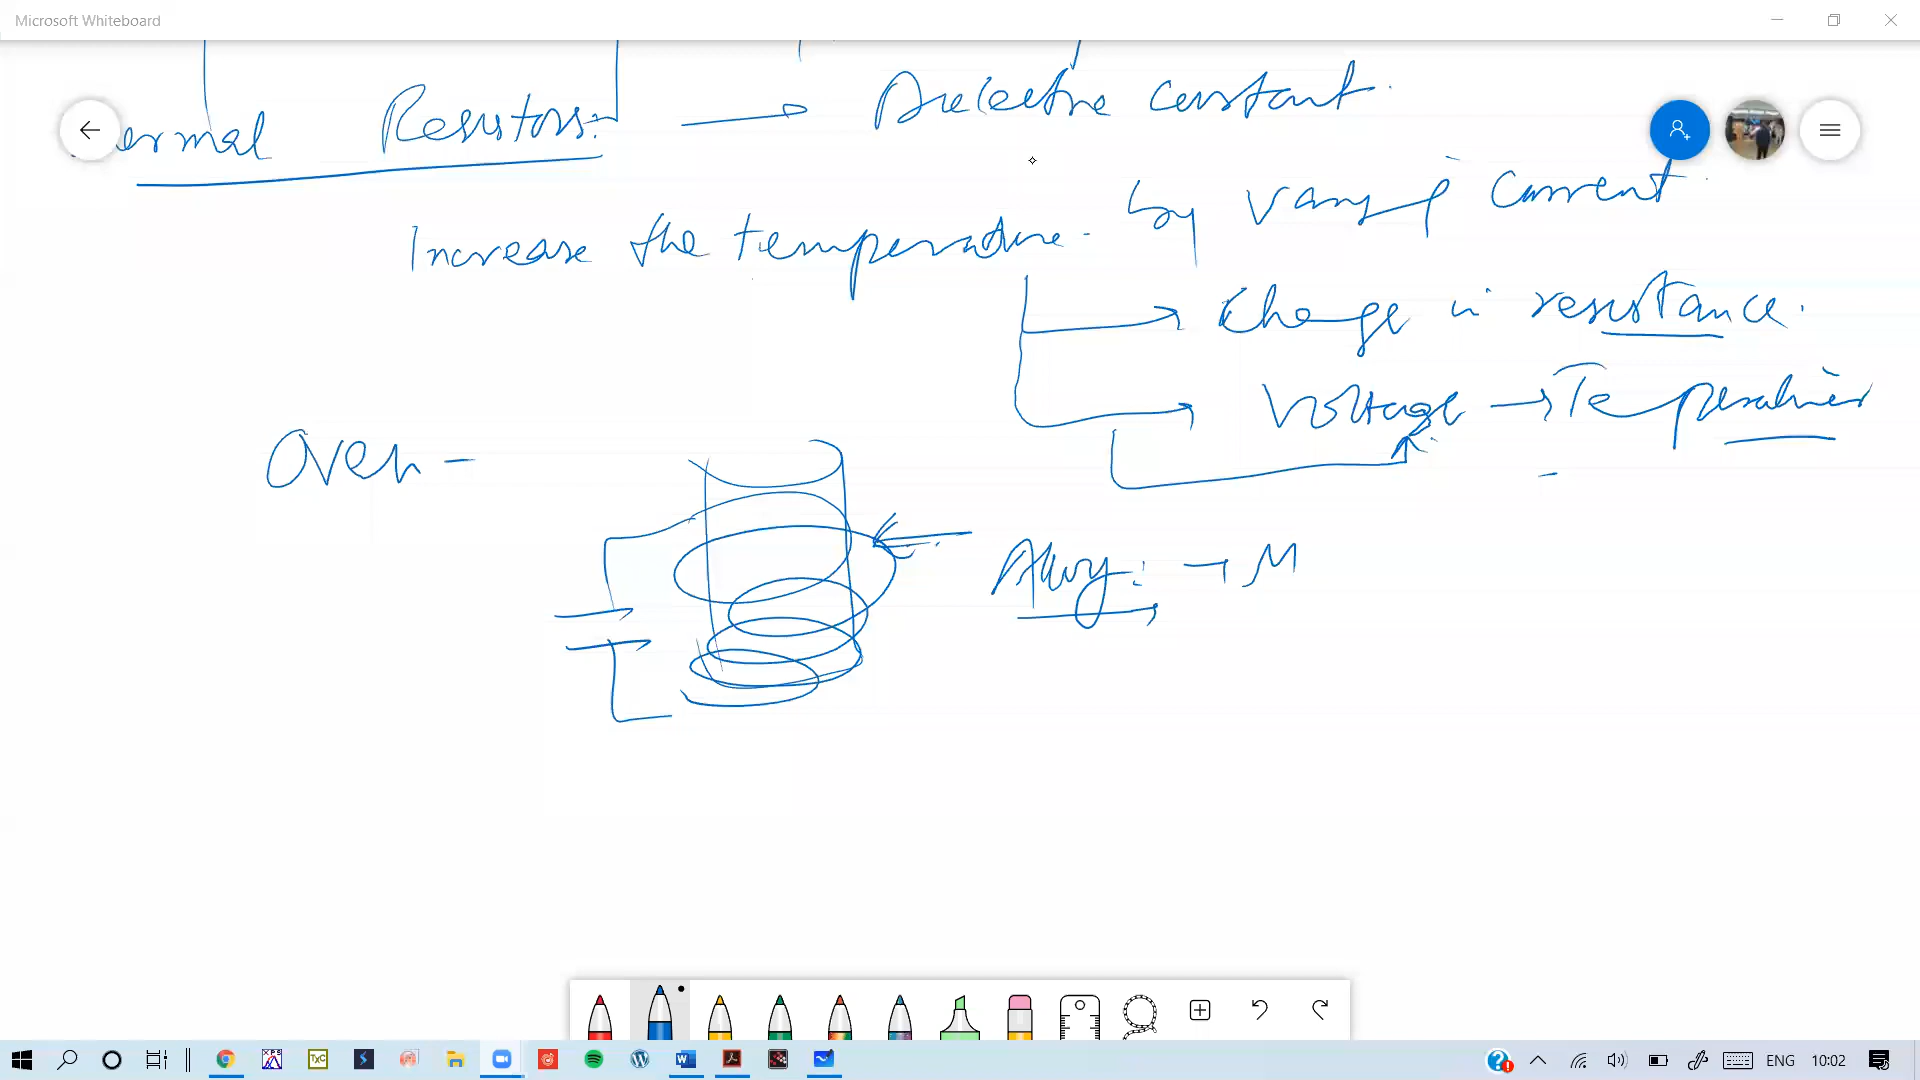 Microsoft Whiteboard
ermal Resistors:- → Dielectric constant.
Increase the temperature. by varying current.
→ Change in resistance.
→ Voltage → Temperature
Oven -
Alloy: → M
ENG 10:02